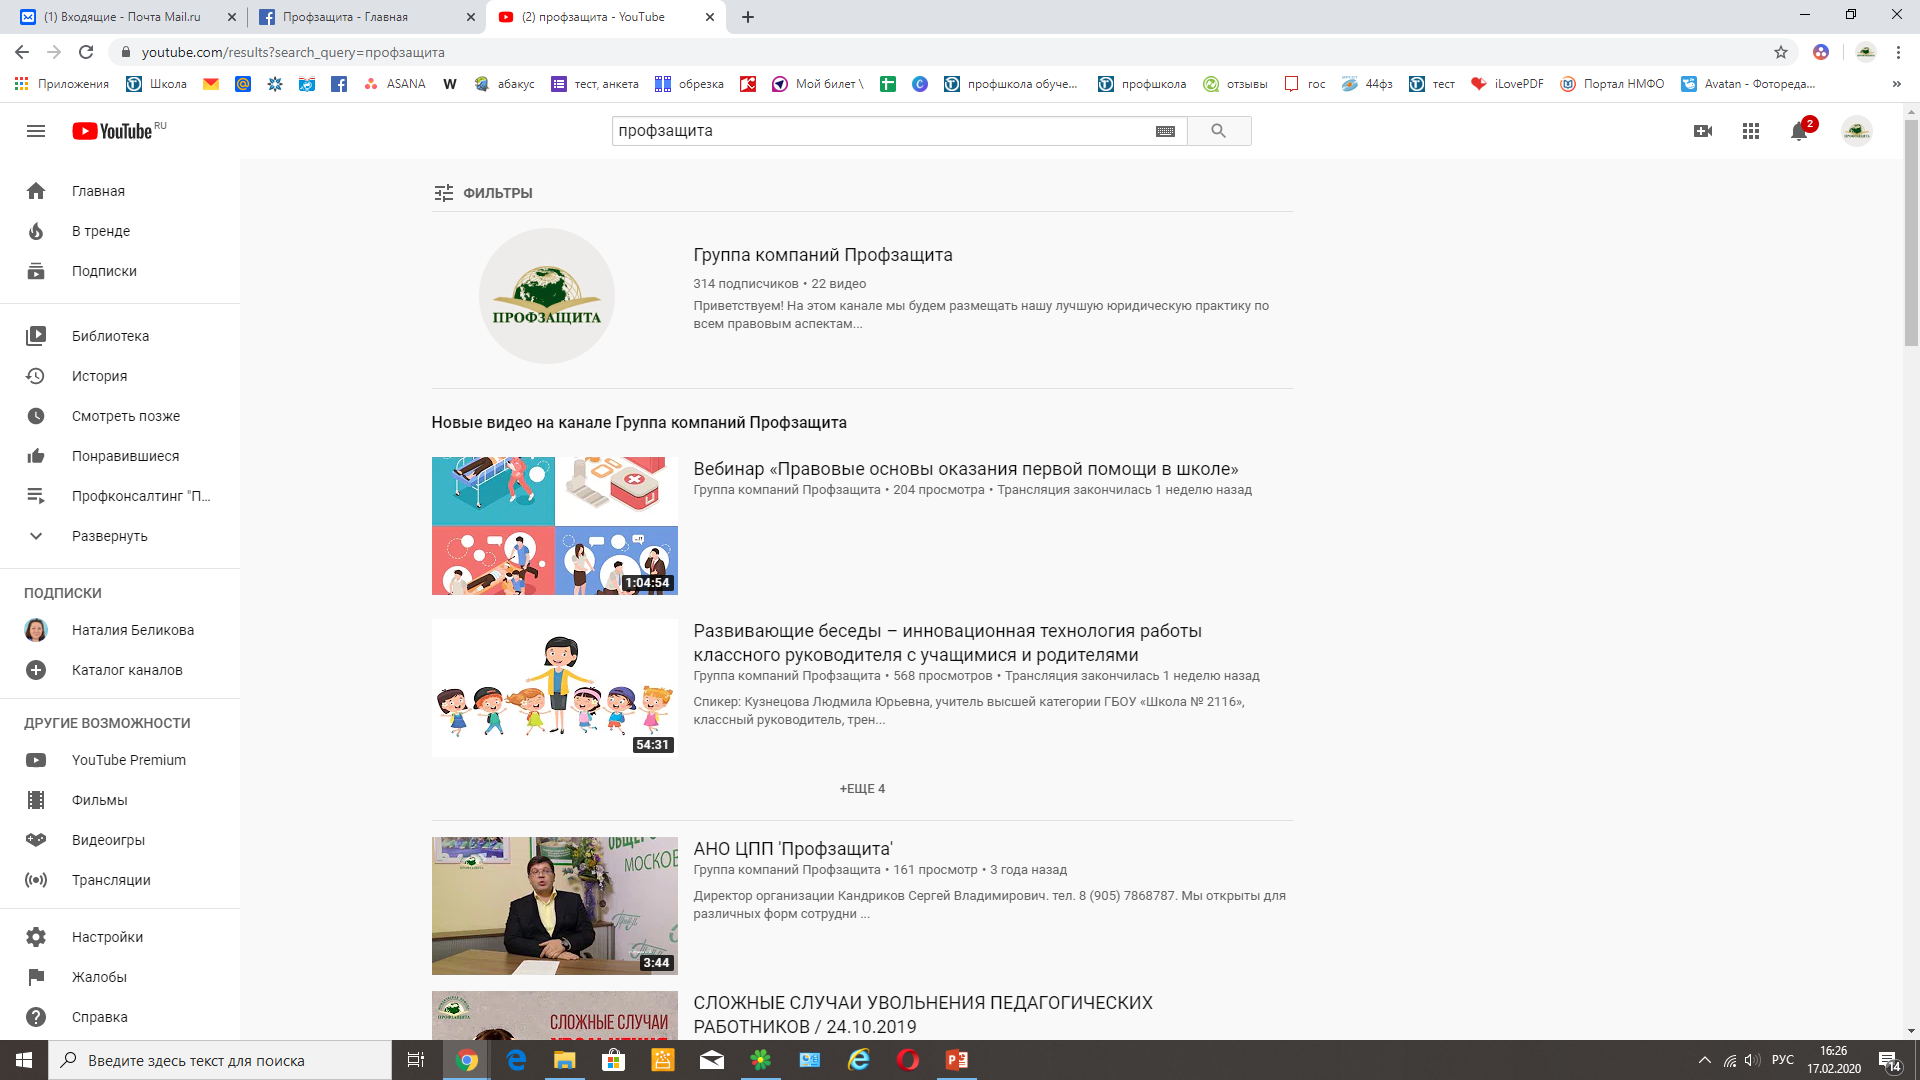 (1) Входящие - Почта Mail.ru
Профзащита - Главная
(2) профзащита - YouTube
youtube.com/results?search_query=профзащита
Приложения
Школа
ASANA
W
абакус
тест, анкета
обрезка
Мой билет \
профшкола обуче...
профшкола
отзывы
гос
44фз
тест
iLovePDF
Портал НМФО
Avatan - Фотореда...
YouTube RU
профзащита
2
Главная
В тренде
Подписки
Библиотека
История
Смотреть позже
Понравившиеся
Профконсалтинг "П...
Развернуть
ПОДПИСКИ
Наталия Беликова
Каталог каналов
ДРУГИЕ ВОЗМОЖНОСТИ
YouTube Premium
Фильмы
Видеоигры
Трансляции
Настройки
Жалобы
Справка
ФИЛЬТРЫ
ПРОФЗАЩИТА
Группа компаний Профзащита
314 подписчиков • 22 видео
Приветствуем! На этом канале мы будем размещать нашу лучшую юридическую практику по
всем правовым аспектам...
Новые видео на канале Группа компаний Профзащита
1:04:54
Вебинар «Правовые основы оказания первой помощи в школе»
Группа компаний Профзащита • 204 просмотра • Трансляция закончилась 1 неделю назад
54:31
Развивающие беседы – инновационная технология работы
классного руководителя с учащимися и родителями
Группа компаний Профзащита • 568 просмотров • Трансляция закончилась 1 неделю назад
Спикер: Кузнецова Людмила Юрьевна, учитель высшей категории ГБОУ «Школа № 2116»,
классный руководитель, трен...
+ЕЩЕ 4
МОСКОВ
3:44
АНО ЦПП 'Профзащита'
Группа компаний Профзащита • 161 просмотр • 3 года назад
Директор организации Кандриков Сергей Владимирович. тел. 8 (905) 7868787. Мы открыты для
различных форм сотрудни ...
ПРОФЗАЩИТА
СЛОЖНЫЕ СЛУЧАИ
СЛОЖНЫЕ СЛУЧАИ УВОЛЬНЕНИЯ ПЕДАГОГИЧЕСКИХ
РАБОТНИКОВ / 24.10.2019
Введите здесь текст для поиска
РУС
16:26
17.02.2020
14